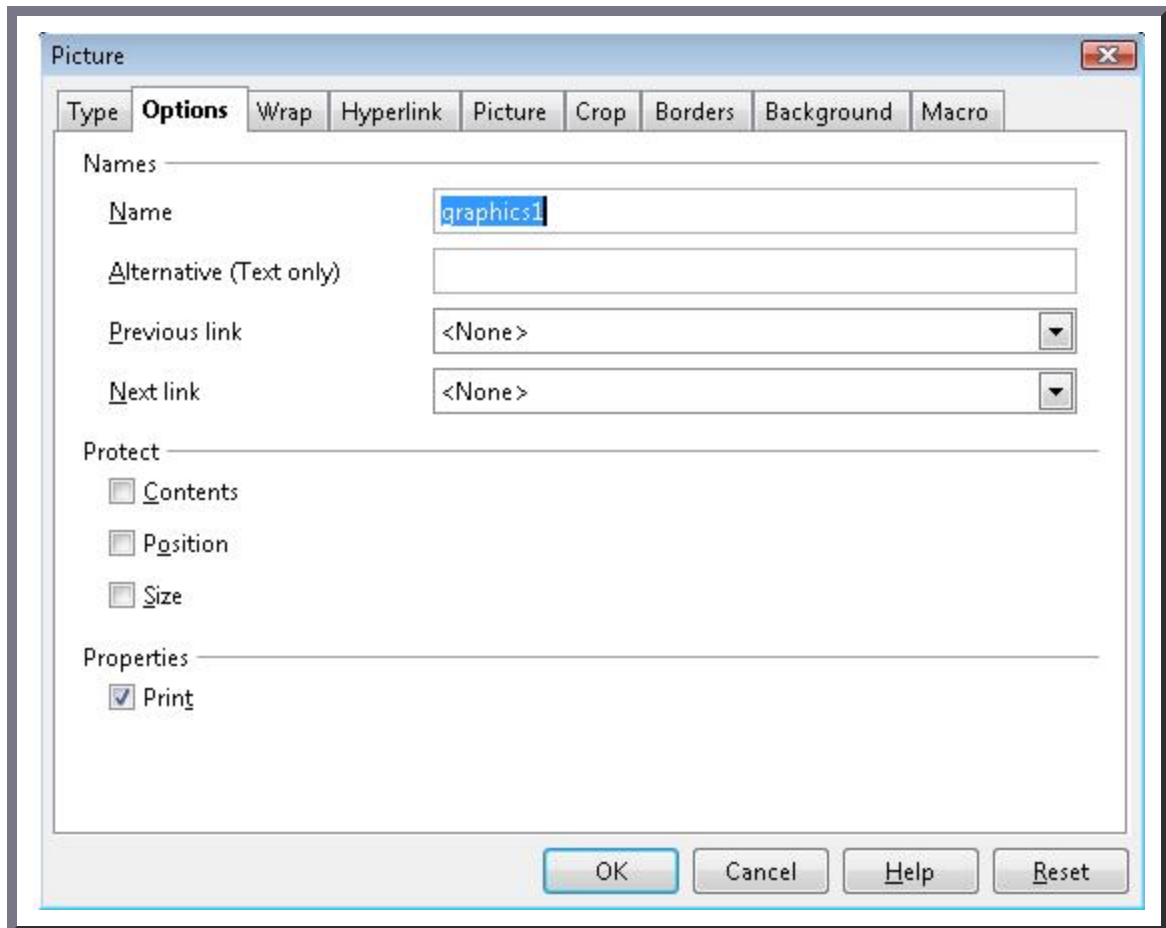 Picture
Type Options Wrap Hyperlink Picture Crop Borders Background Macro
Names
Name graphics1
Alternative (Text only)
Previous link <None>
Next link <None>
Protect
Contents
Position
Size
Properties
Print
OK Cancel Help Reset